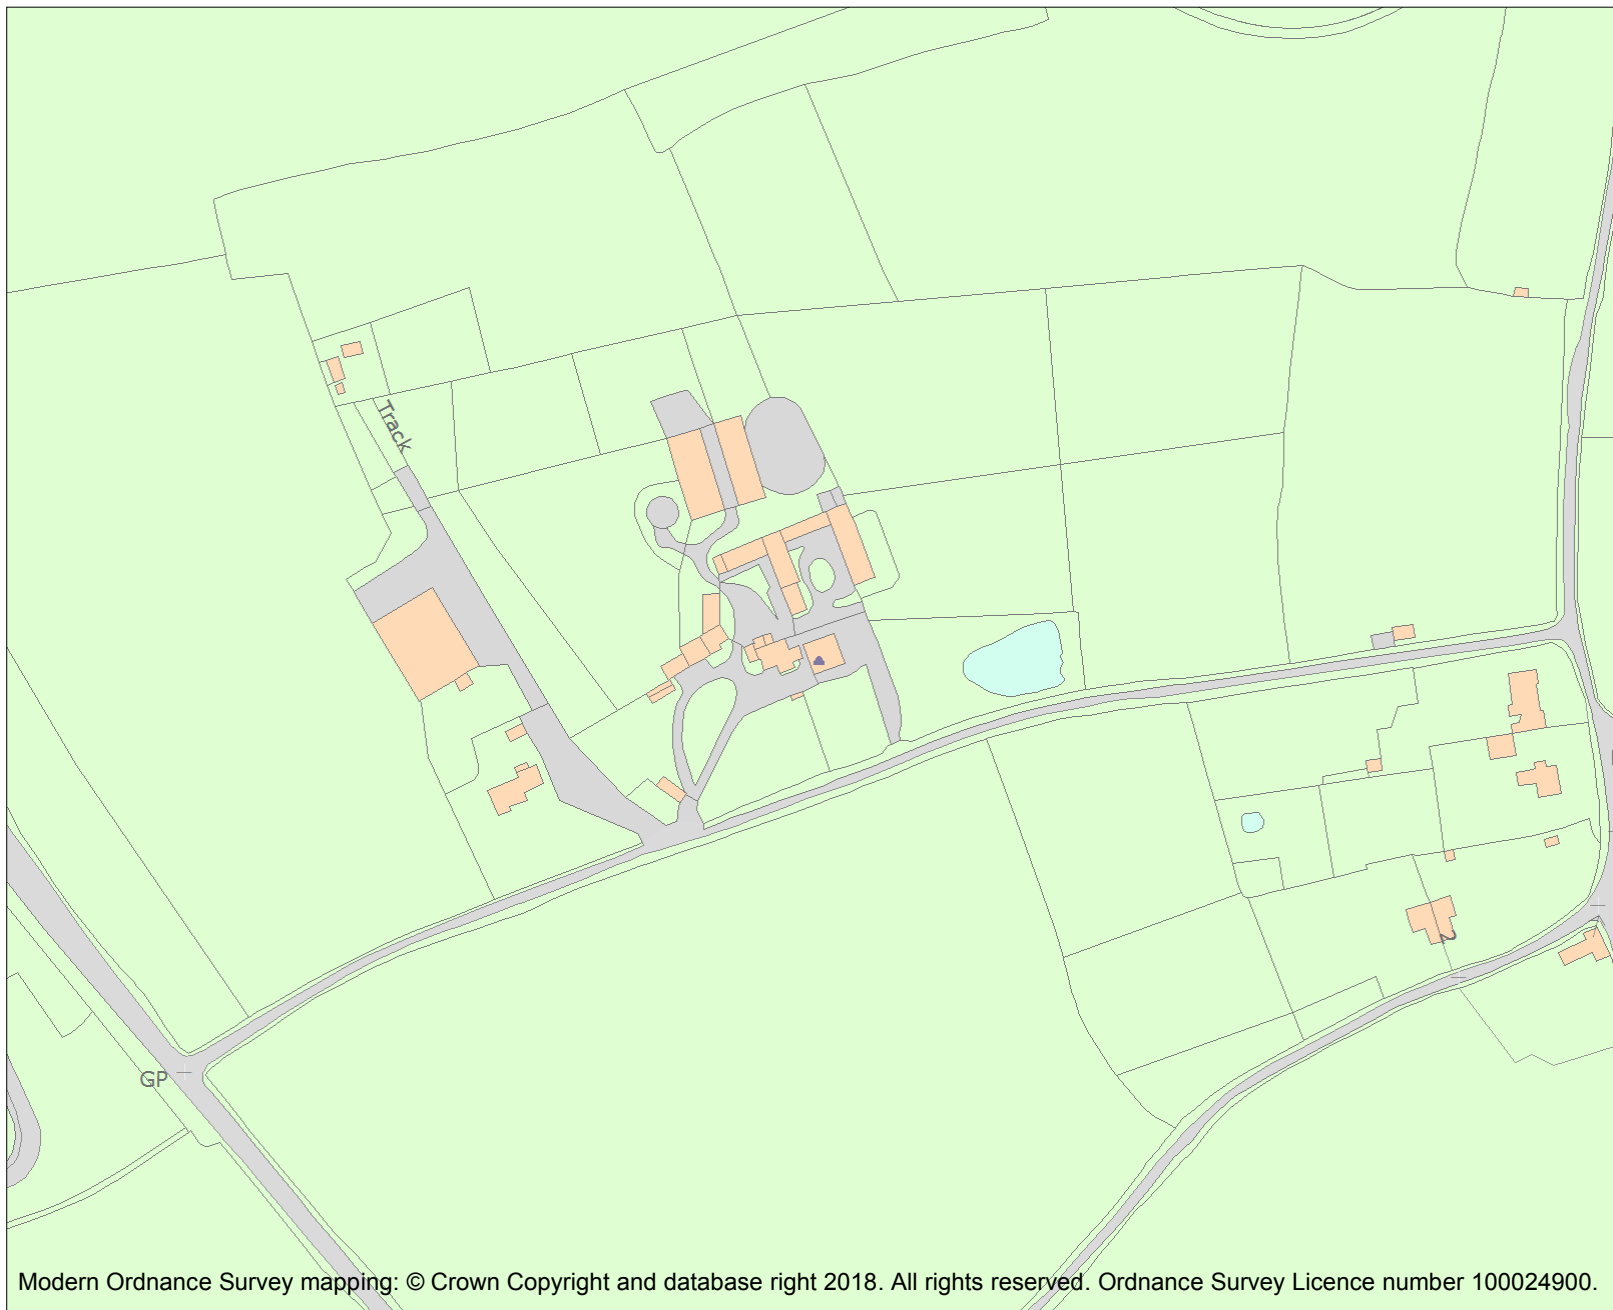 Track
2
GP
Modern Ordnance Survey mapping: © Crown Copyright and database right 2018. All rights reserved. Ordnance Survey Licence number 100024900.